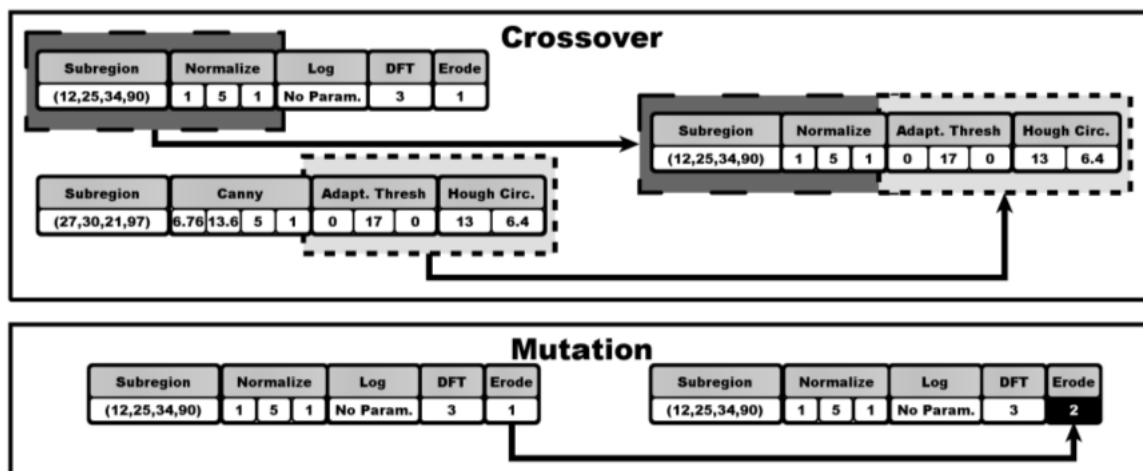 Crossover
Subregion Normalize Log DFT Erode
(12,25,34,90) 1 5 1 No Param. 3 1
Subregion Normalize Adapt. Thresh Hough Circ.
(12,25,34,90) 1 5 1 0 17 0 13 6.4
Subregion Canny Adapt. Thresh Hough Circ.
(27,30,21,97) 6.76 13.6 5 1 0 17 0 13 6.4
Mutation
Subregion Normalize Log DFT Erode
(12,25,34,90) 1 5 1 No Param. 3 1
Subregion Normalize Log DFT Erode
(12,25,34,90) 1 5 1 No Param. 3 2